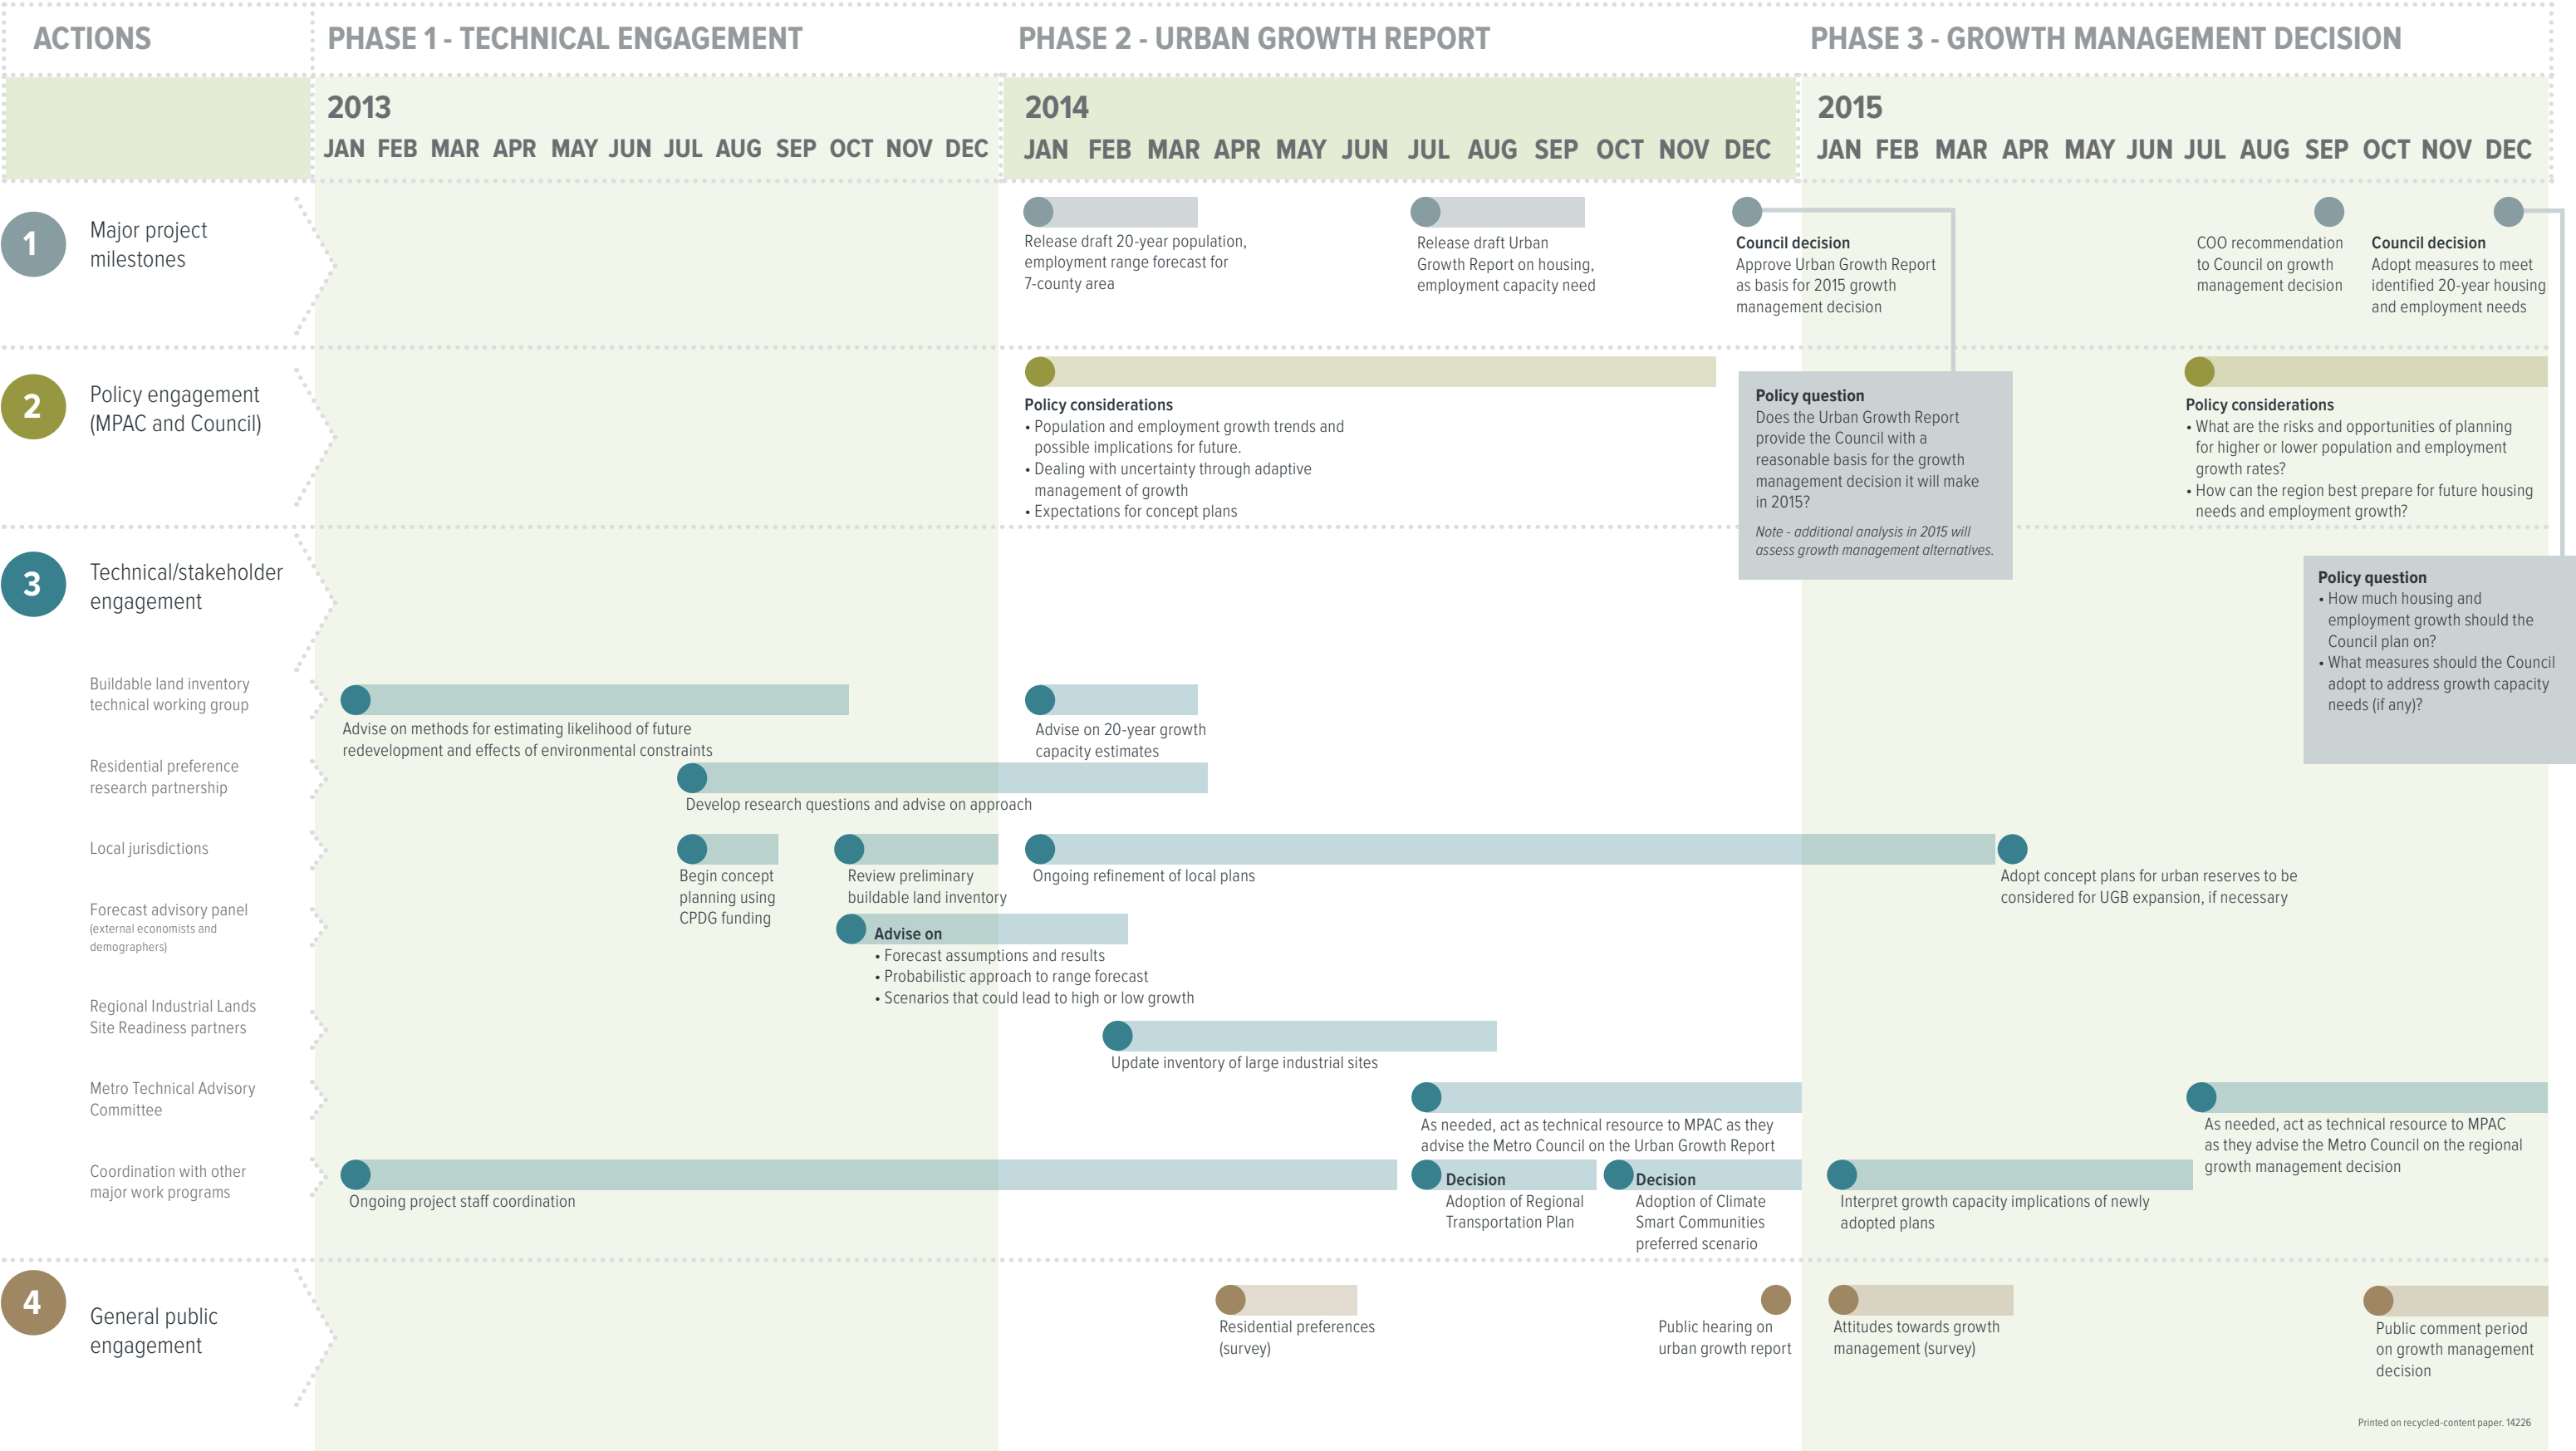 ACTIONS
PHASE 1 - TECHNICAL ENGAGEMENT
PHASE 2 - URBAN GROWTH REPORT
PHASE 3 - GROWTH MANAGEMENT DECISION
2013
JAN FEB MAR APR MAY JUN JUL AUG SEP OCT NOV DEC
2014
JAN FEB MAR APR MAY JUN JUL AUG SEP OCT NOV DEC
2015
JAN FEB MAR APR MAY JUN JUL AUG SEP OCT NOV DEC
1
Major project
milestones
Release draft 20-year population,
employment range forecast for
7-county area
Release draft Urban
Growth Report on housing,
employment capacity need
Council decision
Approve Urban Growth Report
as basis for 2015 growth
management decision
COO recommendation
to Council on growth
management decision
Council decision
Adopt measures to meet
identified 20-year housing
and employment needs
2
Policy engagement
(MPAC and Council)
Policy considerations
• Population and employment growth trends and
possible implications for future.
• Dealing with uncertainty through adaptive
management of growth
• Expectations for concept plans
Policy question
Does the Urban Growth Report
provide the Council with a
reasonable basis for the growth
management decision it will make
in 2015?
Note - additional analysis in 2015 will
assess growth management alternatives.
Policy considerations
• What are the risks and opportunities of planning
for higher or lower population and employment
growth rates?
• How can the region best prepare for future housing
needs and employment growth?
3
Technical/stakeholder
engagement
Policy question
• How much housing and
employment growth should the
Council plan on?
• What measures should the Council
adopt to address growth capacity
needs (if any)?
Buildable land inventory
technical working group
Advise on methods for estimating likelihood of future
redevelopment and effects of environmental constraints
Advise on 20-year growth
capacity estimates
Residential preference
research partnership
Develop research questions and advise on approach
Local jurisdictions
Begin concept
planning using
CPDG funding
Review preliminary
buildable land inventory
Ongoing refinement of local plans
Adopt concept plans for urban reserves to be
considered for UGB expansion, if necessary
Forecast advisory panel
(external economists and
demographers)
Advise on
• Forecast assumptions and results
• Probabilistic approach to range forecast
• Scenarios that could lead to high or low growth
Regional Industrial Lands
Site Readiness partners
Update inventory of large industrial sites
Metro Technical Advisory
Committee
As needed, act as technical resource to MPAC as they
advise the Metro Council on the Urban Growth Report
As needed, act as technical resource to MPAC
as they advise the Metro Council on the regional
growth management decision
Coordination with other
major work programs
Ongoing project staff coordination
Decision
Adoption of Regional
Transportation Plan
Decision
Adoption of Climate
Smart Communities
preferred scenario
Interpret growth capacity implications of newly
adopted plans
4
General public
engagement
Residential preferences
(survey)
Public hearing on
urban growth report
Attitudes towards growth
management (survey)
Public comment period
on growth management
decision
Printed on recycled-content paper. 14226